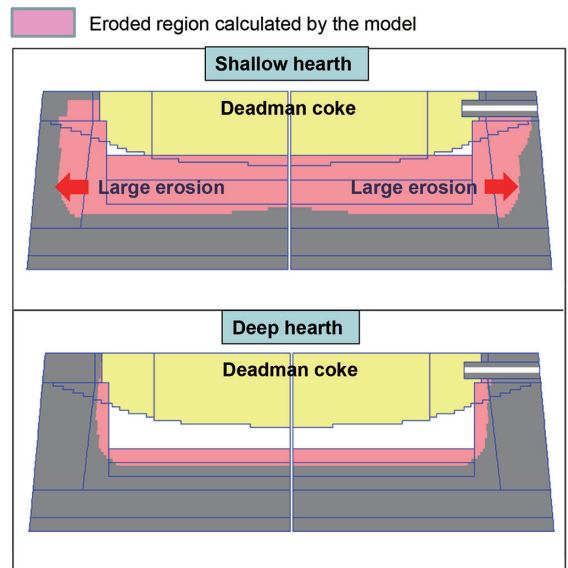 Eroded region calculated by the model
Shallow hearth
Deadman coke
Large erosion
Large erosion
Deep hearth
Deadman coke